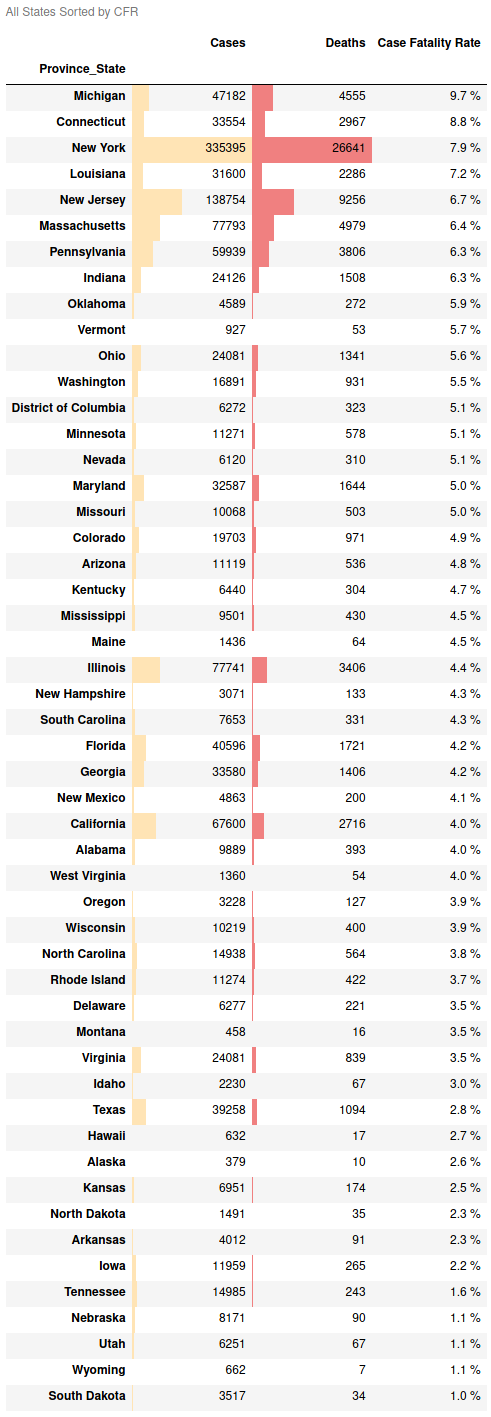 All States Sorted by CFR
Cases Deaths Case Fatality Rate
Province_State
Michigan 47182 4555 9.7 %
Connecticut 33554 2967 8.8 %
New York 335395 26641 7.9 %
Louisiana 31600 2286 7.2 %
New Jersey 138754 9256 6.7 %
Massachusetts 77793 4979 6.4 %
Pennsylvania 59939 3806 6.3 %
Indiana 24126 1508 6.3 %
Oklahoma 4589 272 5.9 %
Vermont 927 53 5.7 %
Ohio 24081 1341 5.6 %
Washington 16891 931 5.5 %
District of Columbia 6272 323 5.1 %
Minnesota 11271 578 5.1 %
Nevada 6120 310 5.1 %
Maryland 32587 1644 5.0 %
Missouri 10068 503 5.0 %
Colorado 19703 971 4.9 %
Arizona 11119 536 4.8 %
Kentucky 6440 304 4.7 %
Mississippi 9501 430 4.5 %
Maine 1436 64 4.5 %
Illinois 77741 3406 4.4 %
New Hampshire 3071 133 4.3 %
South Carolina 7653 331 4.3 %
Florida 40596 1721 4.2 %
Georgia 33580 1406 4.2 %
New Mexico 4863 200 4.1 %
California 67600 2716 4.0 %
Alabama 9889 393 4.0 %
West Virginia 1360 54 4.0 %
Oregon 3228 127 3.9 %
Wisconsin 10219 400 3.9 %
North Carolina 14938 564 3.8 %
Rhode Island 11274 422 3.7 %
Delaware 6277 221 3.5 %
Montana 458 16 3.5 %
Virginia 24081 839 3.5 %
Idaho 2230 67 3.0 %
Texas 39258 1094 2.8 %
Hawaii 632 17 2.7 %
Alaska 379 10 2.6 %
Kansas 6951 174 2.5 %
North Dakota 1491 35 2.3 %
Arkansas 4012 91 2.3 %
Iowa 11959 265 2.2 %
Tennessee 14985 243 1.6 %
Nebraska 8171 90 1.1 %
Utah 6251 67 1.1 %
Wyoming 662 7 1.1 %
South Dakota 3517 34 1.0 %